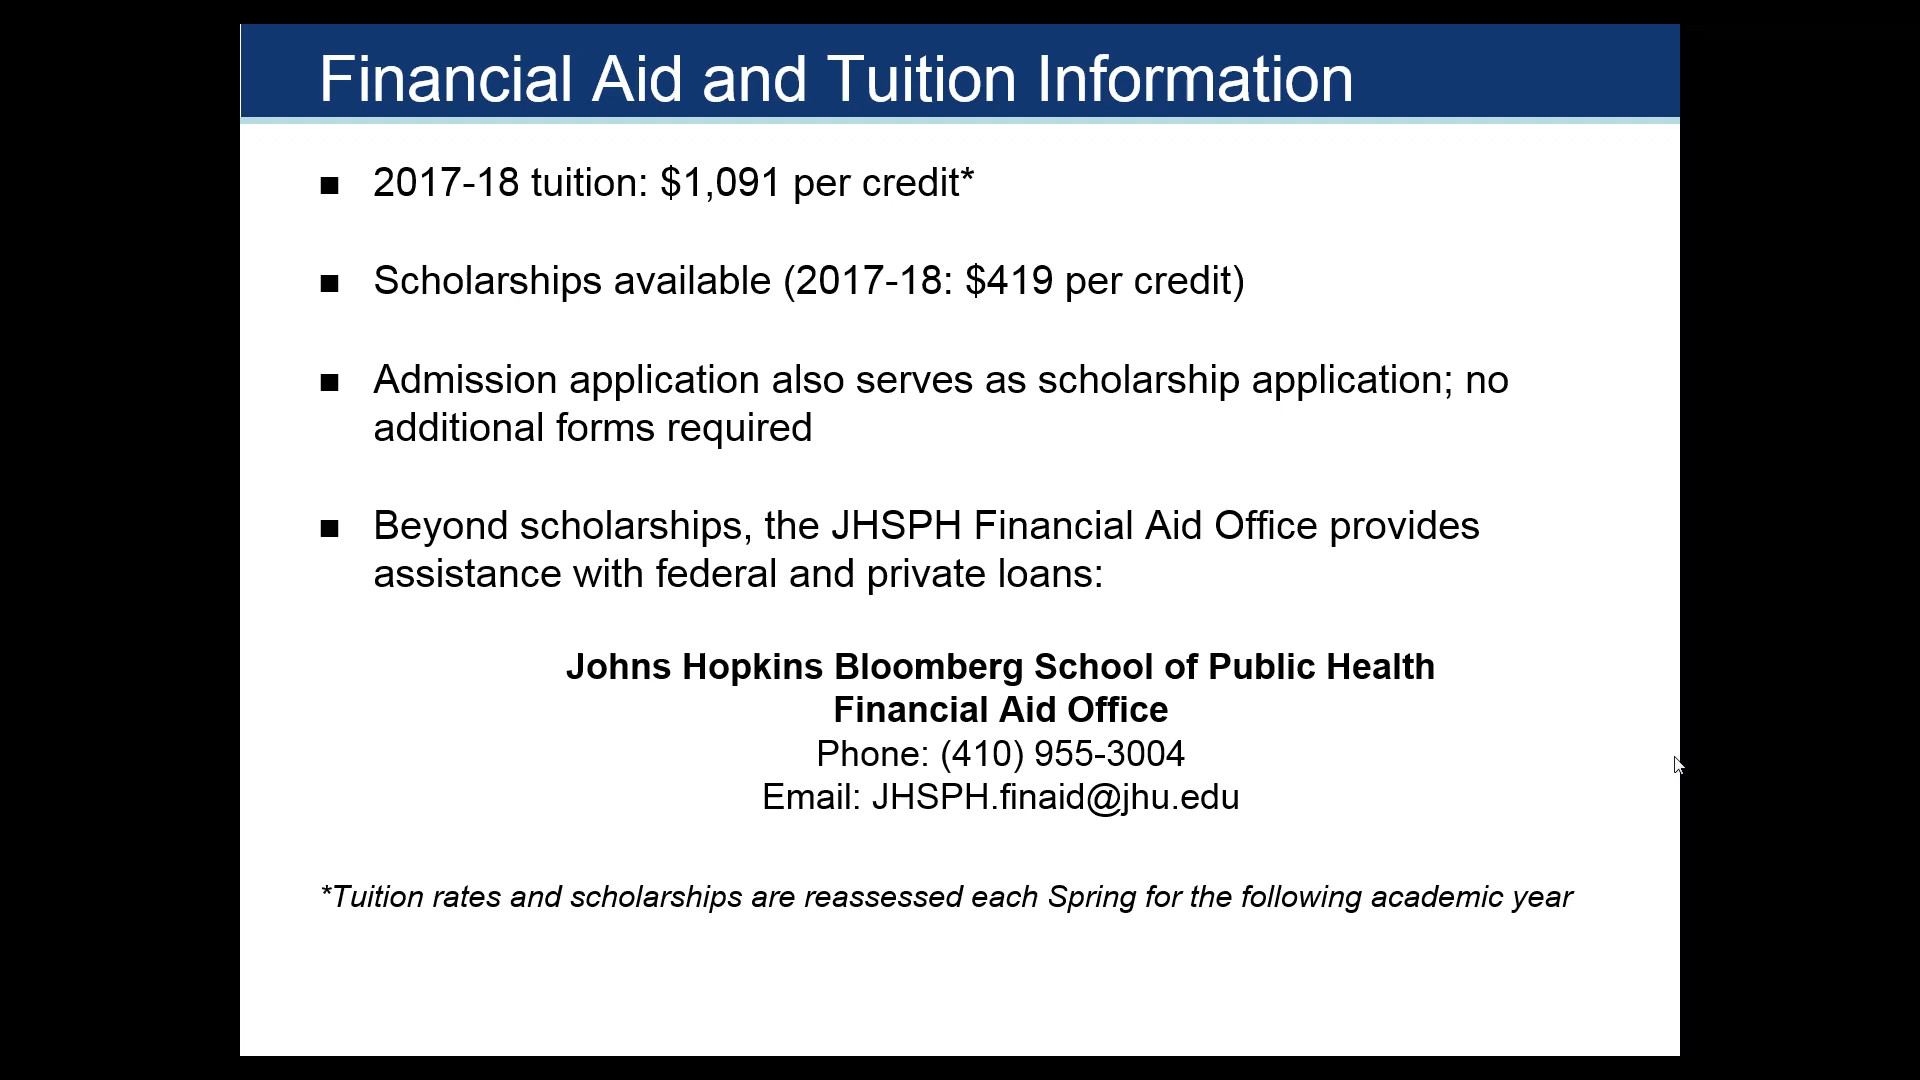 Financial Aid and Tuition Information
■ 2017-18 tuition: $1,091 per credit*
■ Scholarships available (2017-18: $419 per credit)
■ Admission application also serves as scholarship application; no
additional forms required
■ Beyond scholarships, the JHSPH Financial Aid Office provides
assistance with federal and private loans:
Johns Hopkins Bloomberg School of Public Health
Financial Aid Office
Phone: (410) 955-3004
Email: JHSPH.finaid@jhu.edu
*Tuition rates and scholarships are reassessed each Spring for the following academic year